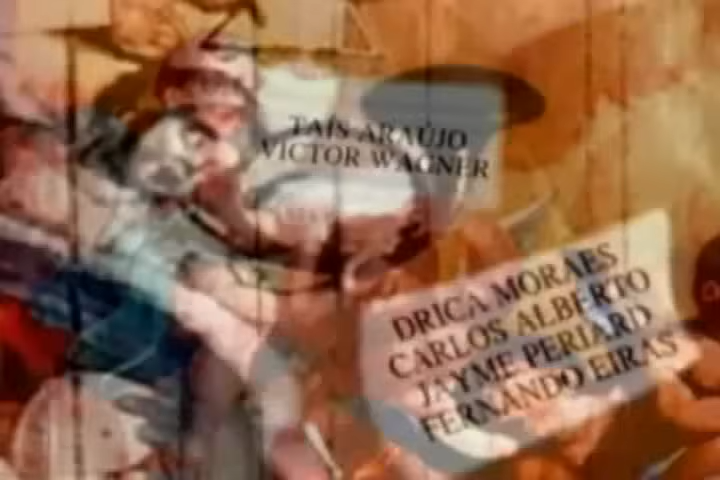 TAÍS ARAÚJO
VICTOR WAGNER
DRICA MORAES
CARLOS ALBERTO
JAYME PERIARD
FERNANDO EIRAS